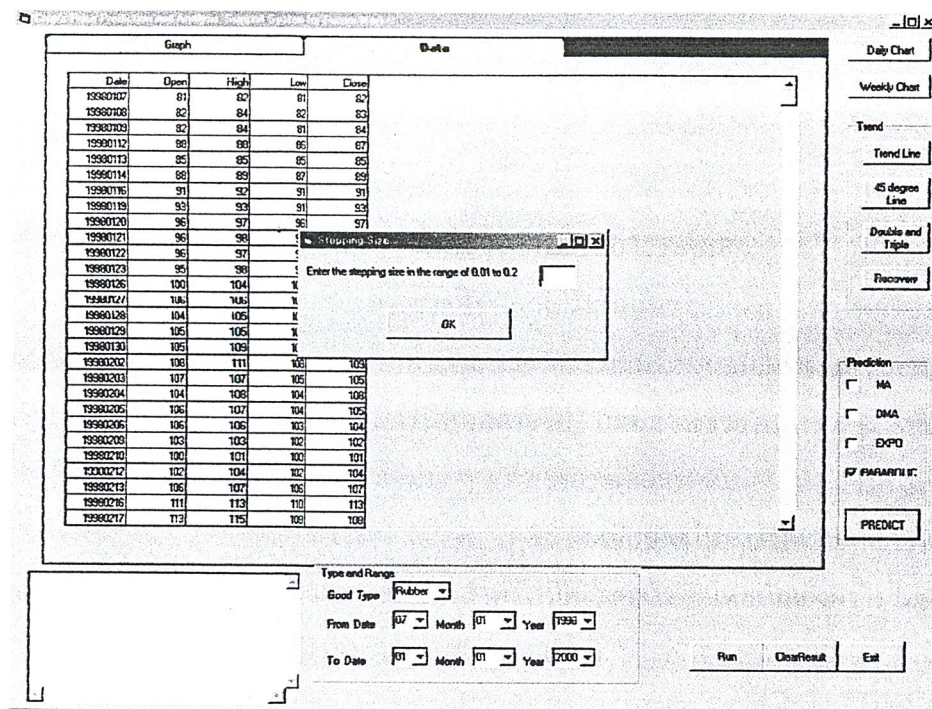 Graph Data
Date Open High Low Close
19980107 81 82 81 82
19980108 82 84 82 83
19980109 82 84 81 84
19980112 88 88 86 87
19980113 85 85 85 85
19980114 88 89 87 89
19980116 91 92 91 91
19980119 93 93 91 93
19980120 96 97 96 97
19980121 96 98
19980122 96 97
19980123 95 98
19980126 100 104
19980127 106
19980128 104 105
19980129 105 105
19980130 105 109
19980202 108 111 108 109
19980203 107 107 105 105
19980204 104 108 104 108
19980205 106 107 104 105
19980206 106 106 103 104
19980209 103 103 102 102
19980210 100 101 100 101
19980212 102 104 102 104
19980213 106 107 106 107
19980216 111 113 110 113
19980217 113 115 108 108
Stepping Size
Enter the stepping size in the range of 0.01 to 0.2
OK
Daily Chart
Weekly Chart
Trend
Trend Line
45 degree
Line
Double and
Triple
Recovery
Prediction
MA
DMA
EXPO
PARABOLIC
PREDICT
Type and Range
Good Type Rubber
From Date 07 Month 01 Year 1998
To Date 01 Month 01 Year 2000
Run ClearResult Exit